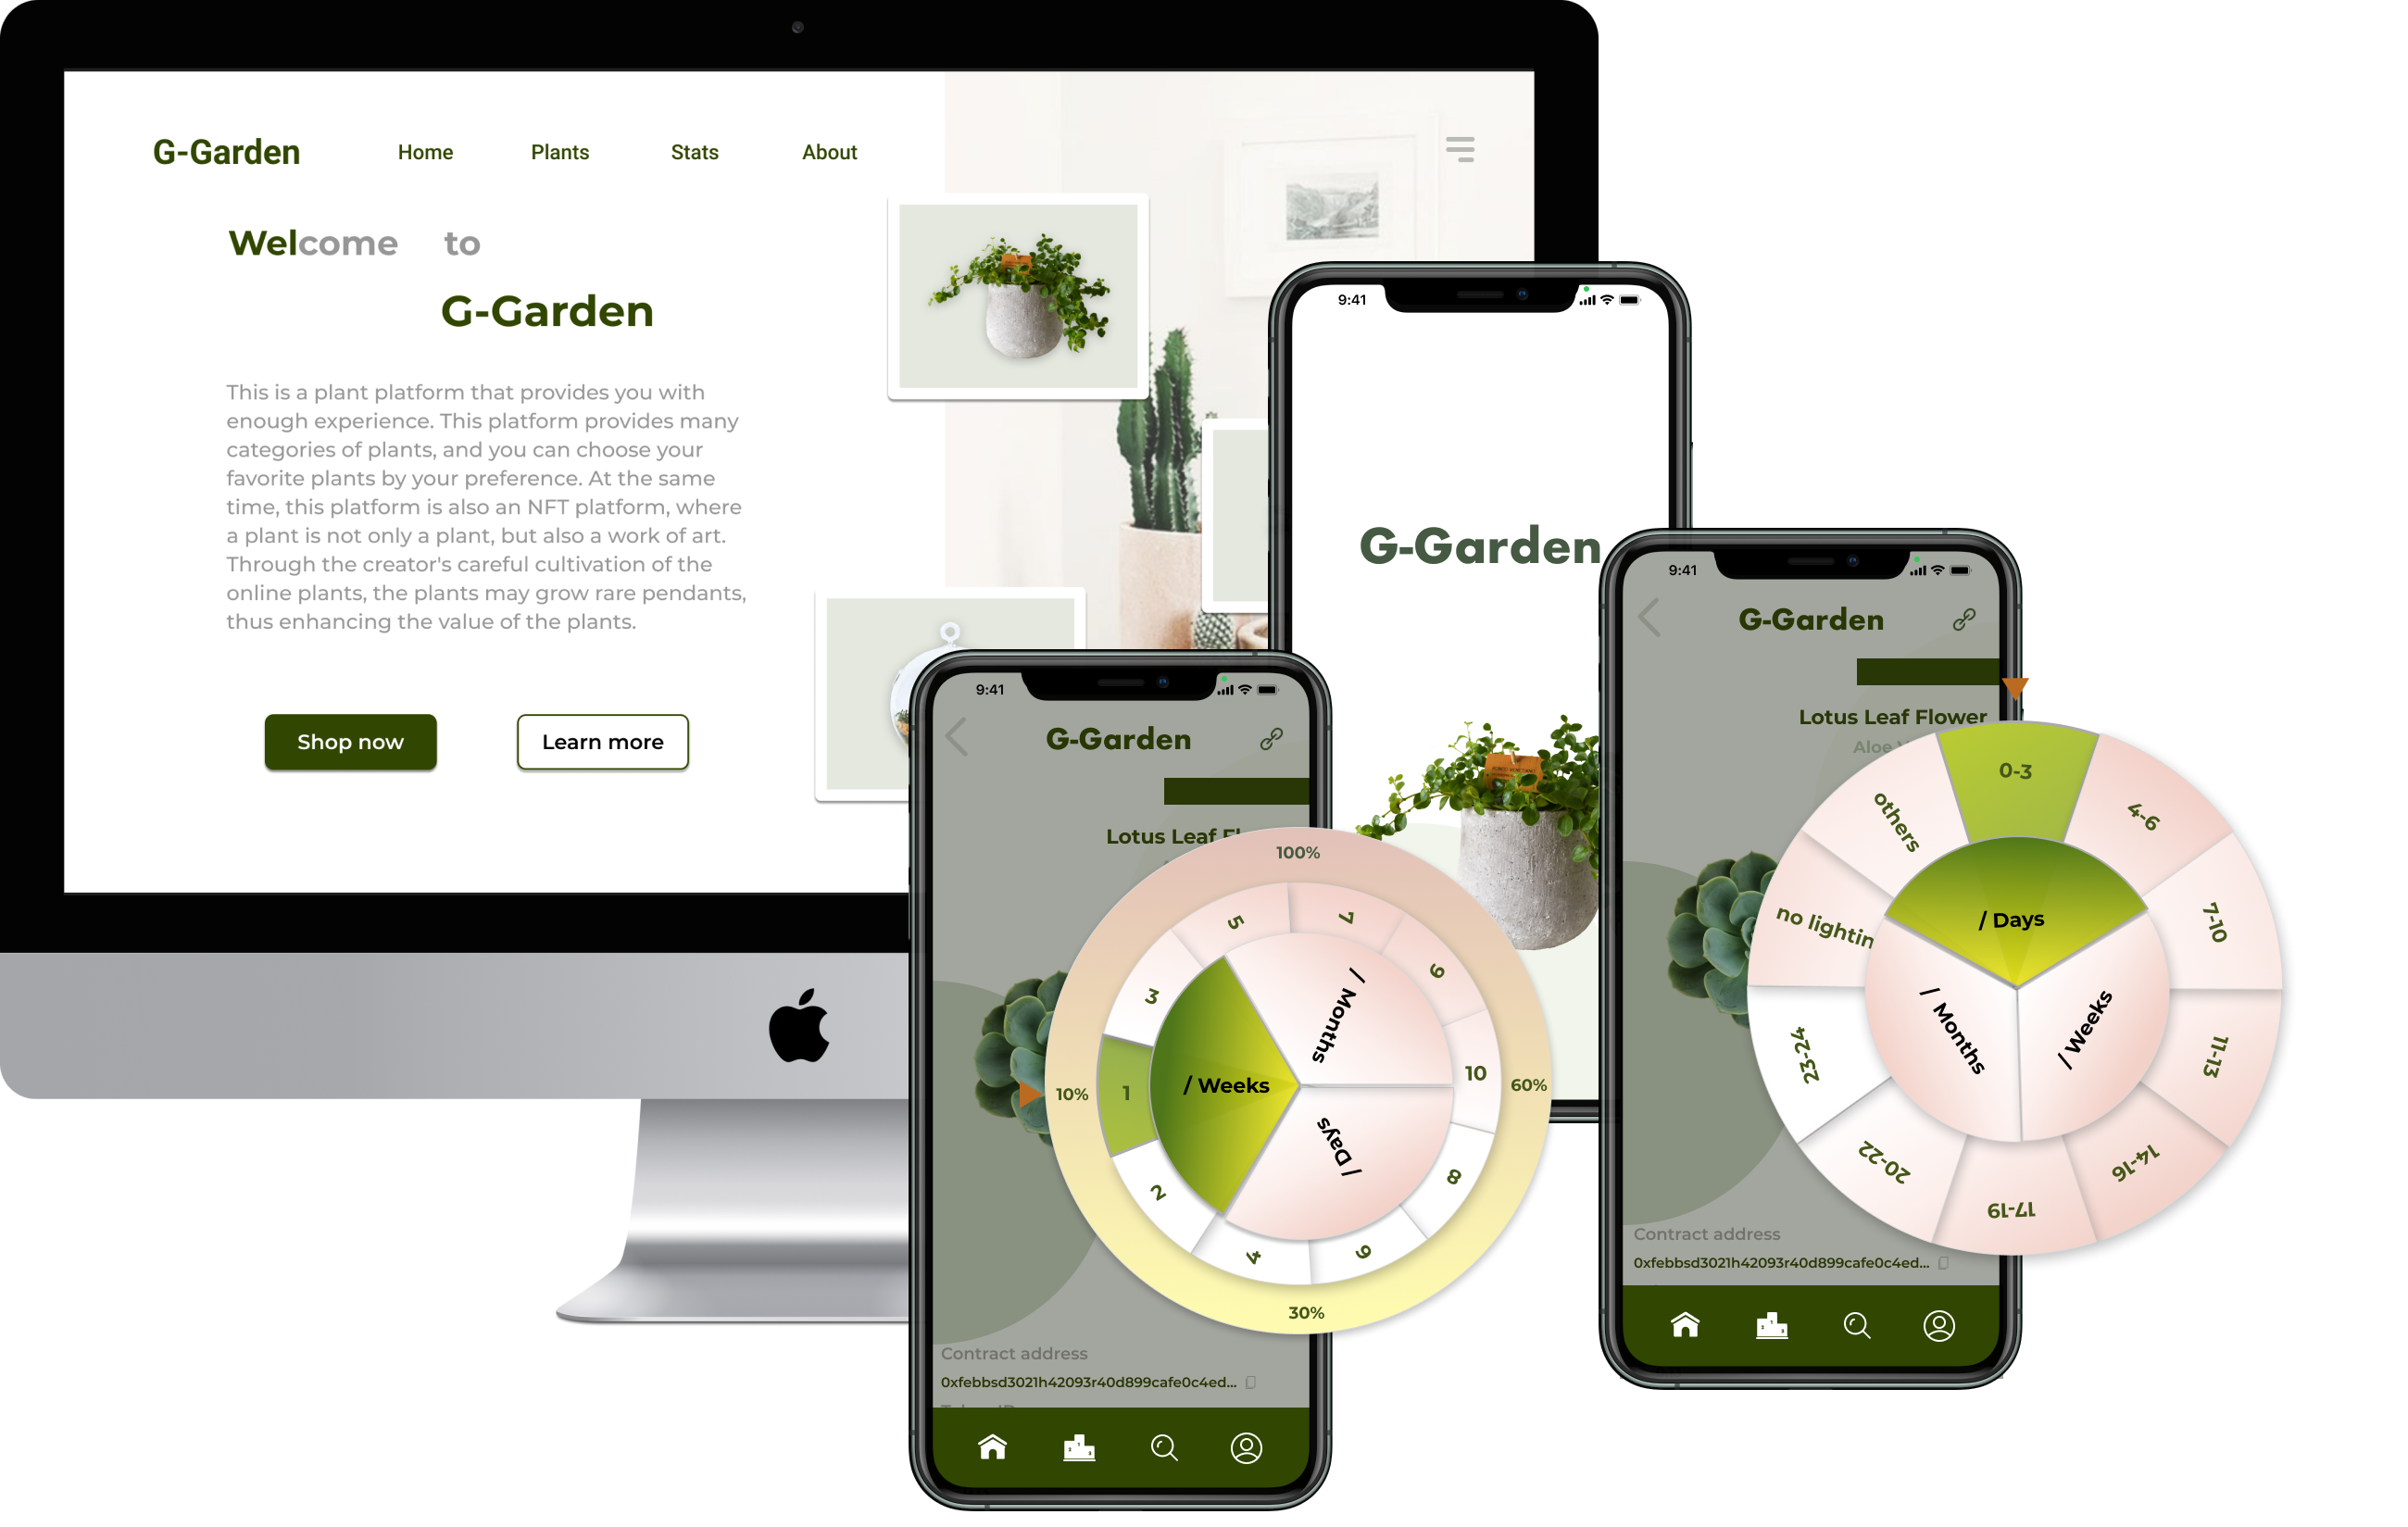 G-Garden Home Plants Stats About
Welcome to
G-Garden
This is a plant platform that provides you with
enough experience. This platform provides many
categories of plants, and you can choose your
favorite plants by your preference. At the same
time, this platform is also an NFT platform, where
a plant is not only a plant, but also a work of art.
Through the creator's careful cultivation of the
online plants, the plants may grow rare pendants,
thus enhancing the value of the plants.
Shop now
Learn more
9:41
G-Garden
9:41
G-Garden
Lotus Leaf
100%
60%
30%
10%
1
3
5
7
9
10
8
6
4
2
/ Weeks
/ Months
/ Days
Contract address
0xfebbsd3021h42093r40d899cafe0c4ed...
9:41
G-Garden
Lotus Leaf Flower
Aloe
0-3
4-6
7-10
11-13
14-16
17-19
20-22
23-24
no lightin
others
/ Days
/ Weeks
/ Months
Contract address
0xfebbsd3021h42093r40d899cafe0c4ed...